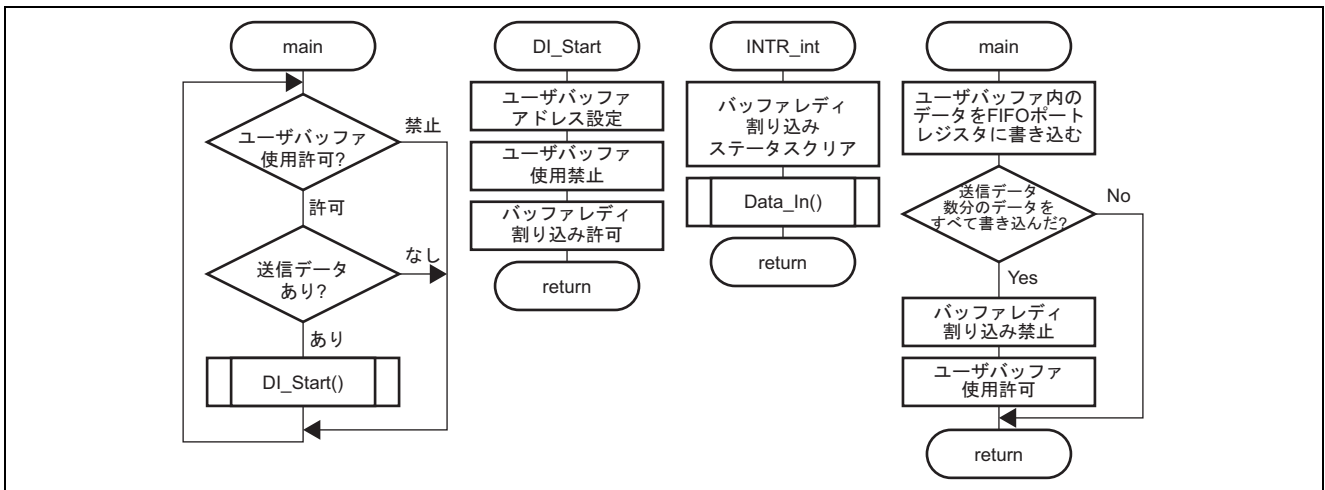 main
ユーザバッファ
使用許可?
禁止
許可
送信データ
あり?
なし
あり
DI_Start()
DI_Start
ユーザバッファ
アドレス設定
ユーザバッファ
使用禁止
バッファレディ
割り込み許可
return
INTR_int
バッファレディ
割り込み
ステータスクリア
Data_In()
return
main
ユーザバッファ内の
データをFIFOポート
レジスタに書き込む
送信データ
数分のデータを
すべて書き込んだ?
No
Yes
バッファレディ
割り込み禁止
ユーザバッファ
使用許可
return